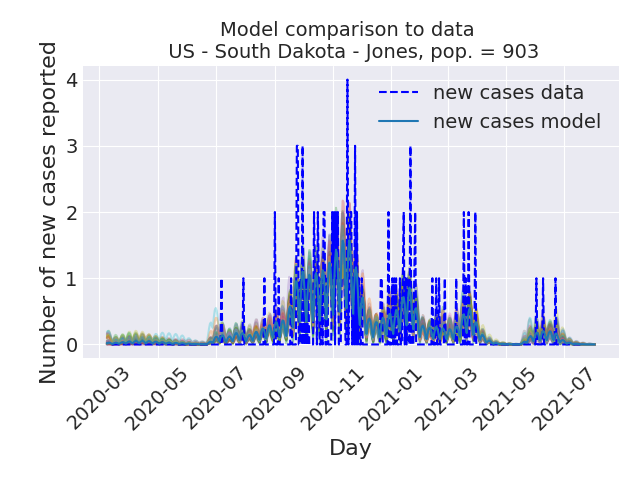 Model comparison to data
US - South Dakota - Jones, pop. = 903
Number of new cases reported
4
3
2
1
0
new cases data
new cases model
2020-03
2020-05
2020-07
2020-09
2020-11
2021-01
2021-03
2021-05
2021-07
Day